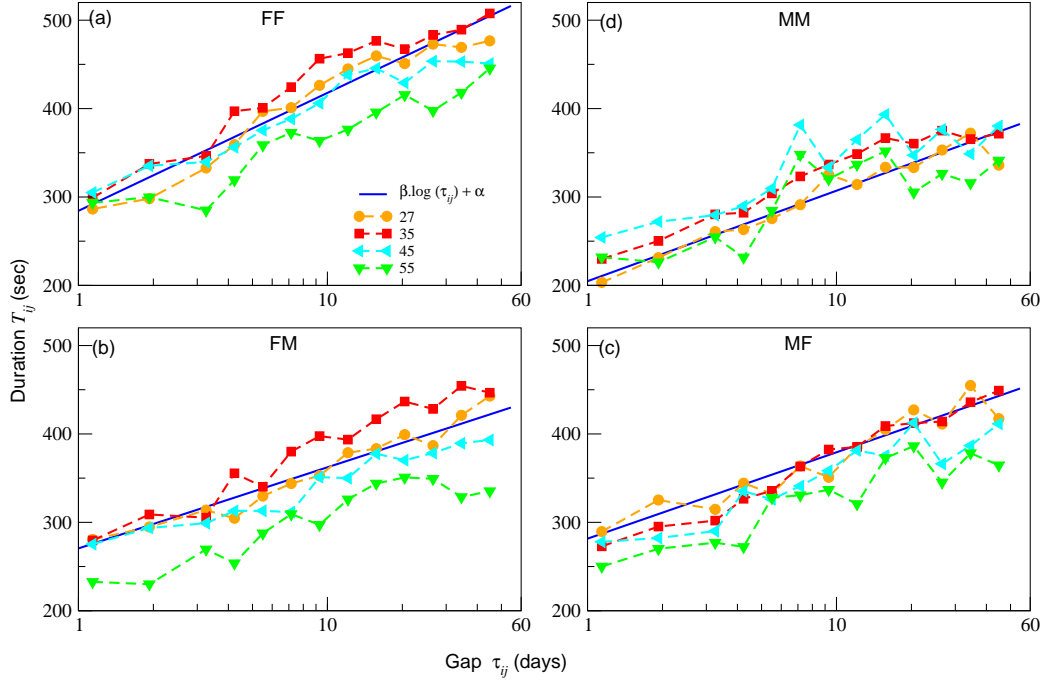 (a)
FF
500
400
300
200
β.log (τij) + α
27
35
45
55
1
10
60
(d)
MM
500
400
300
200
1
10
60
(b)
FM
500
400
300
200
1
10
60
(c)
MF
500
400
300
200
1
10
60
Duration Tij (sec)
Gap τij (days)